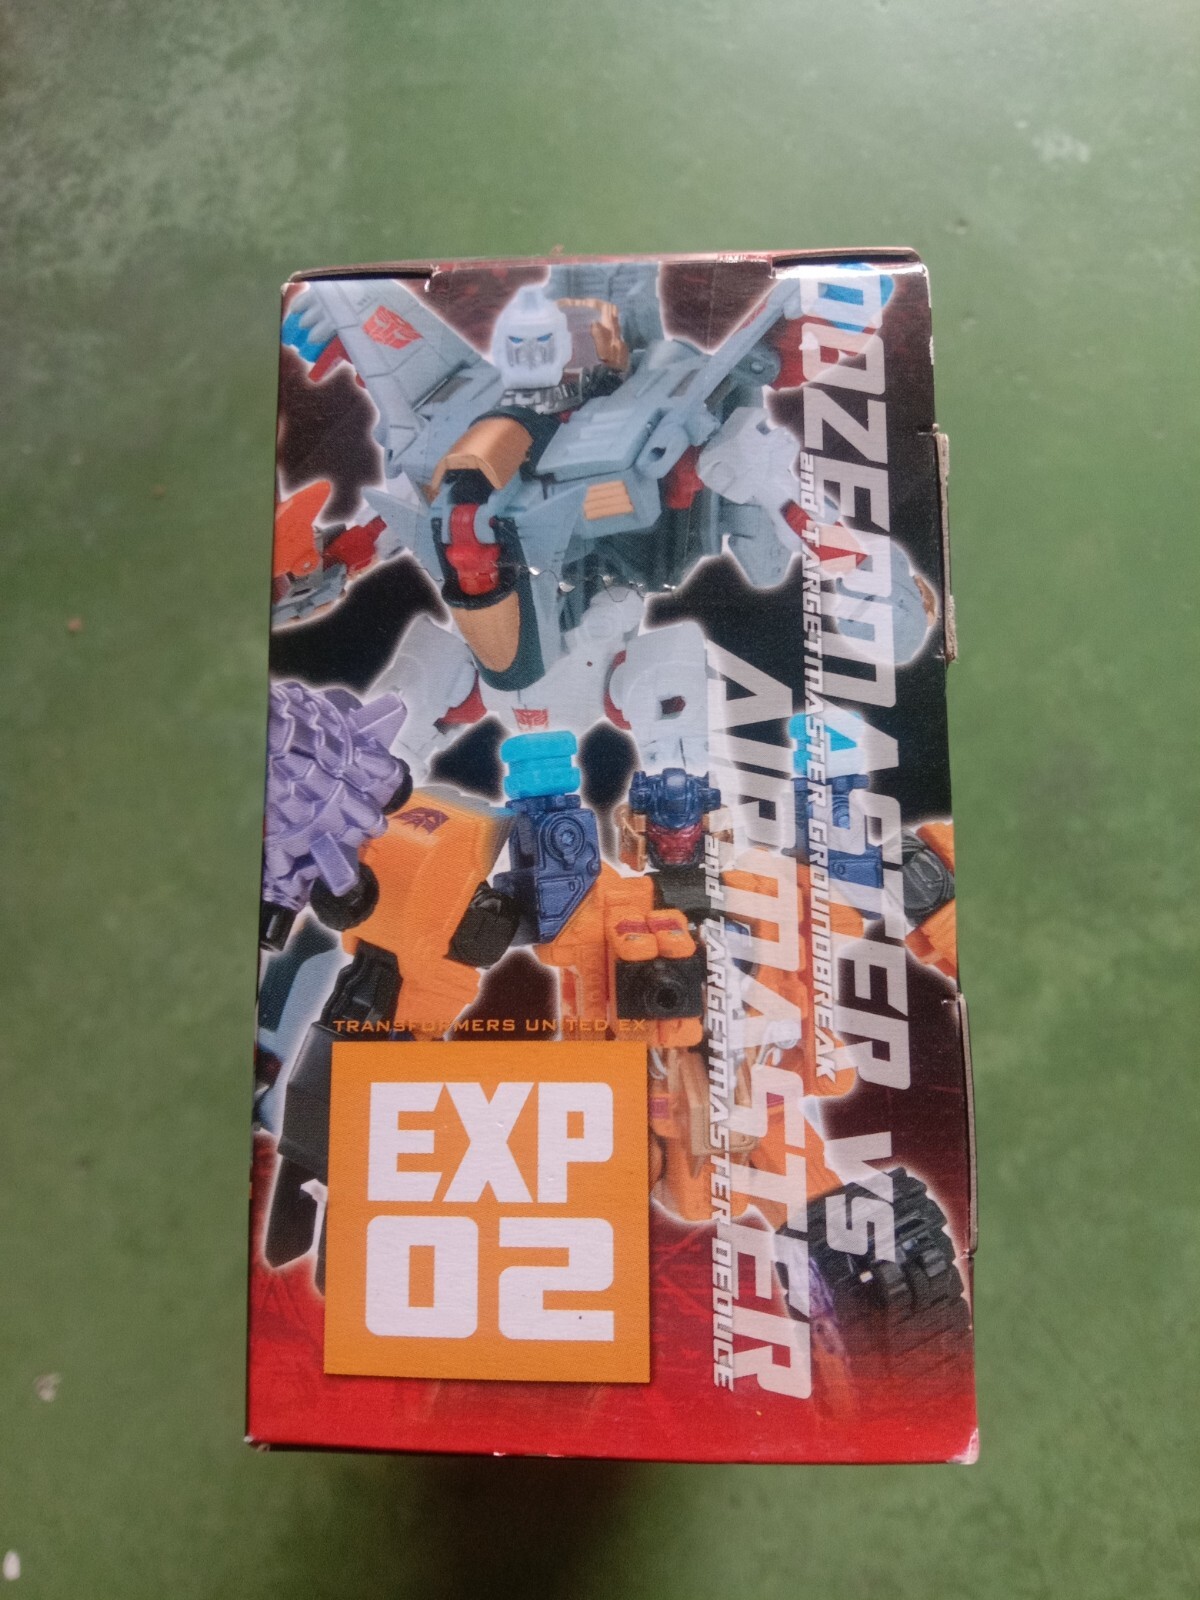 DOZERMASTER VS
and TARGETMASTER GROUNDBREAK
AIRMASTER
and TARGETMASTER DEDUCE
TRANSFORMERS UNITED EX
EXP
02